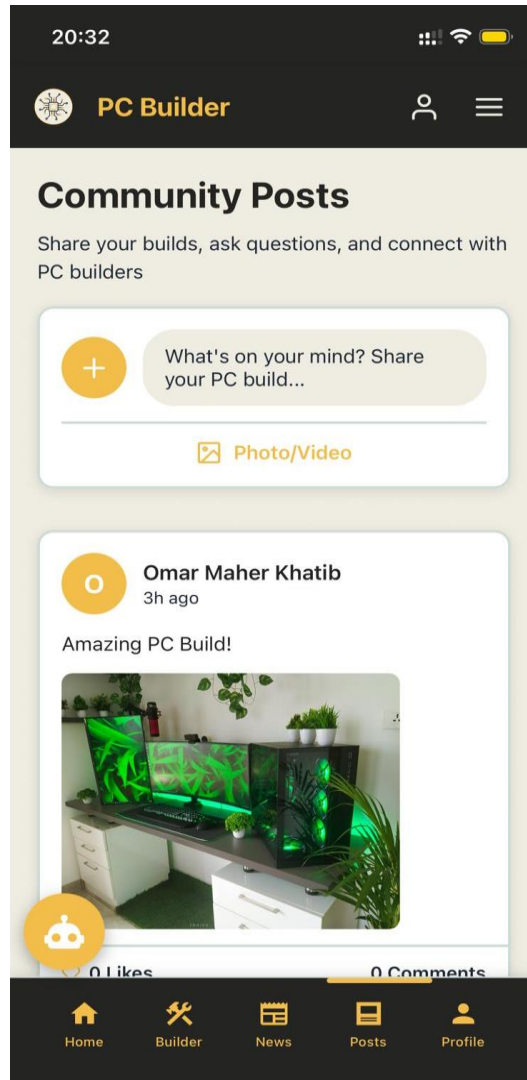 20:32
PC Builder
Community Posts
Share your builds, ask questions, and connect with
PC builders
What's on your mind? Share
your PC build...
Photo/Video
O
Omar Maher Khatib
3h ago
Amazing PC Build!
0 Likes
0 Comments
Home
Builder
News
Posts
Profile